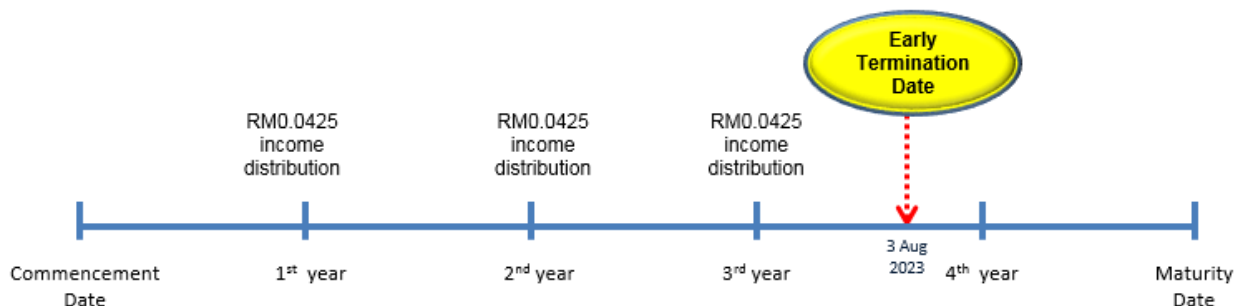 Early
Termination
Date
RM0.0425
income
distribution
RM0.0425
income
distribution
RM0.0425
income
distribution
Commencement
Date
1st year
2nd year
3rd year
3 Aug
2023
4th year
Maturity
Date